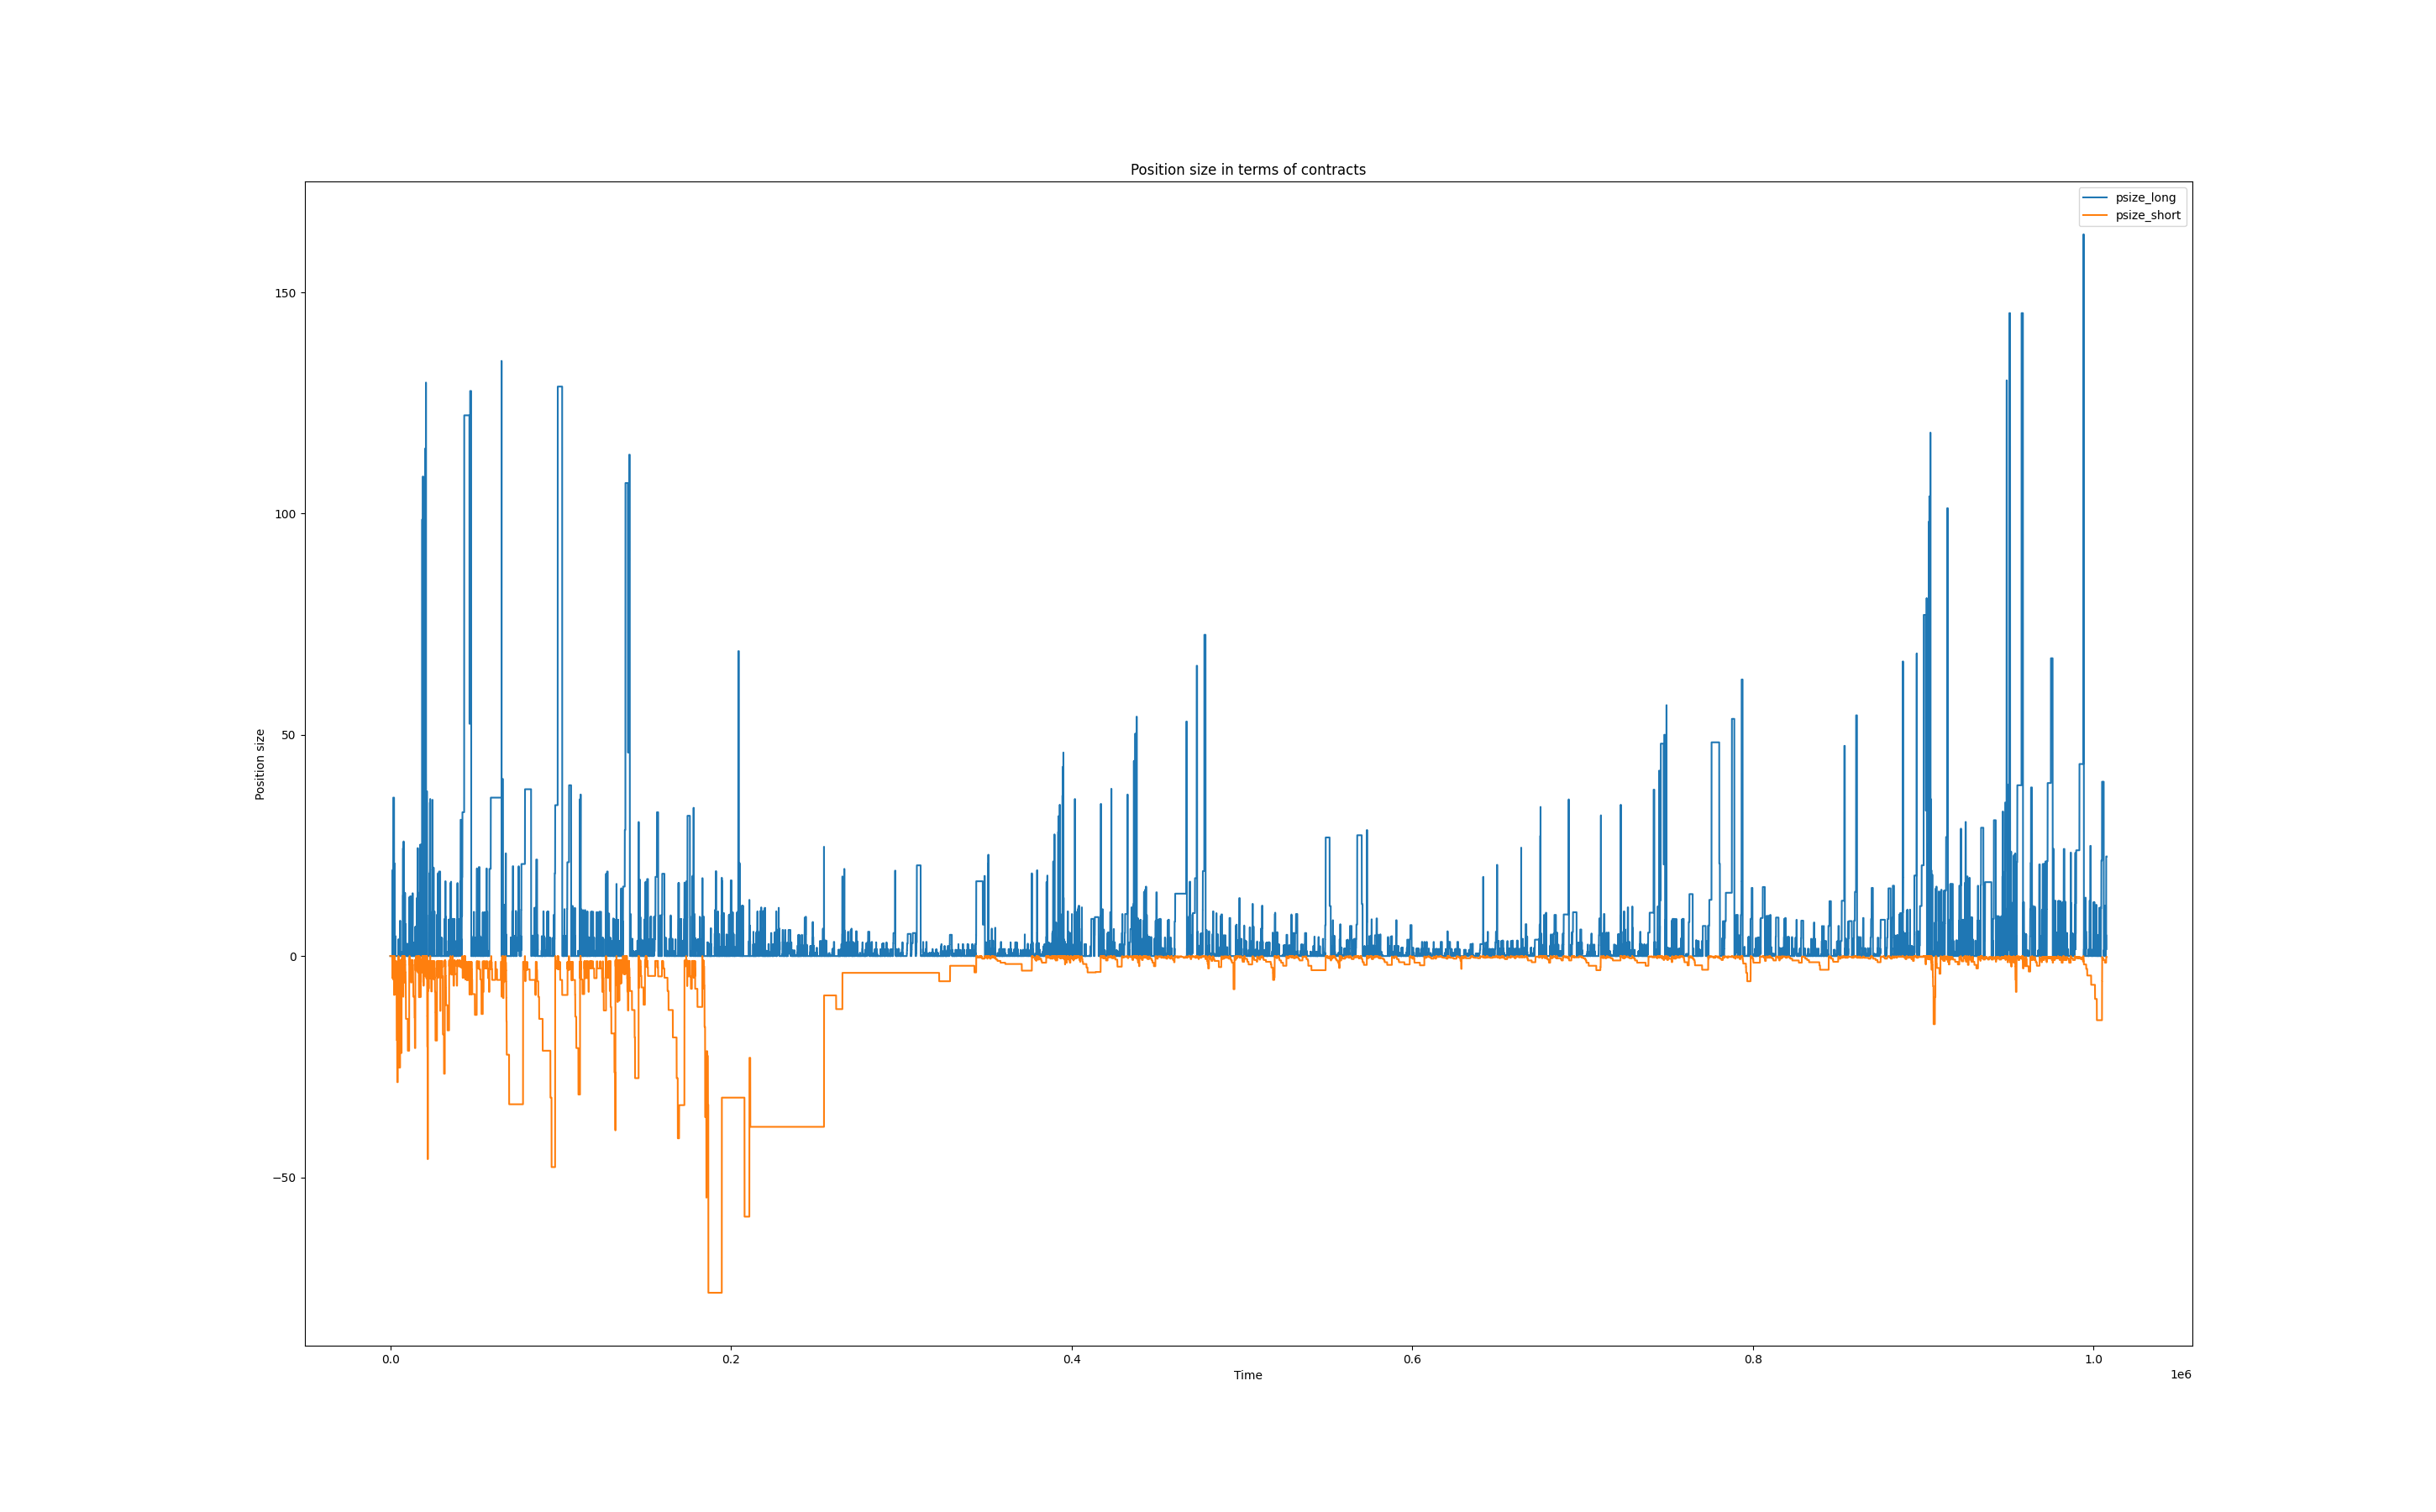 Position size in terms of contracts
psize_long
psize_short
150
100
50
0
−50
Position size
0.0
0.2
0.4
0.6
0.8
1.0
Time
1e6